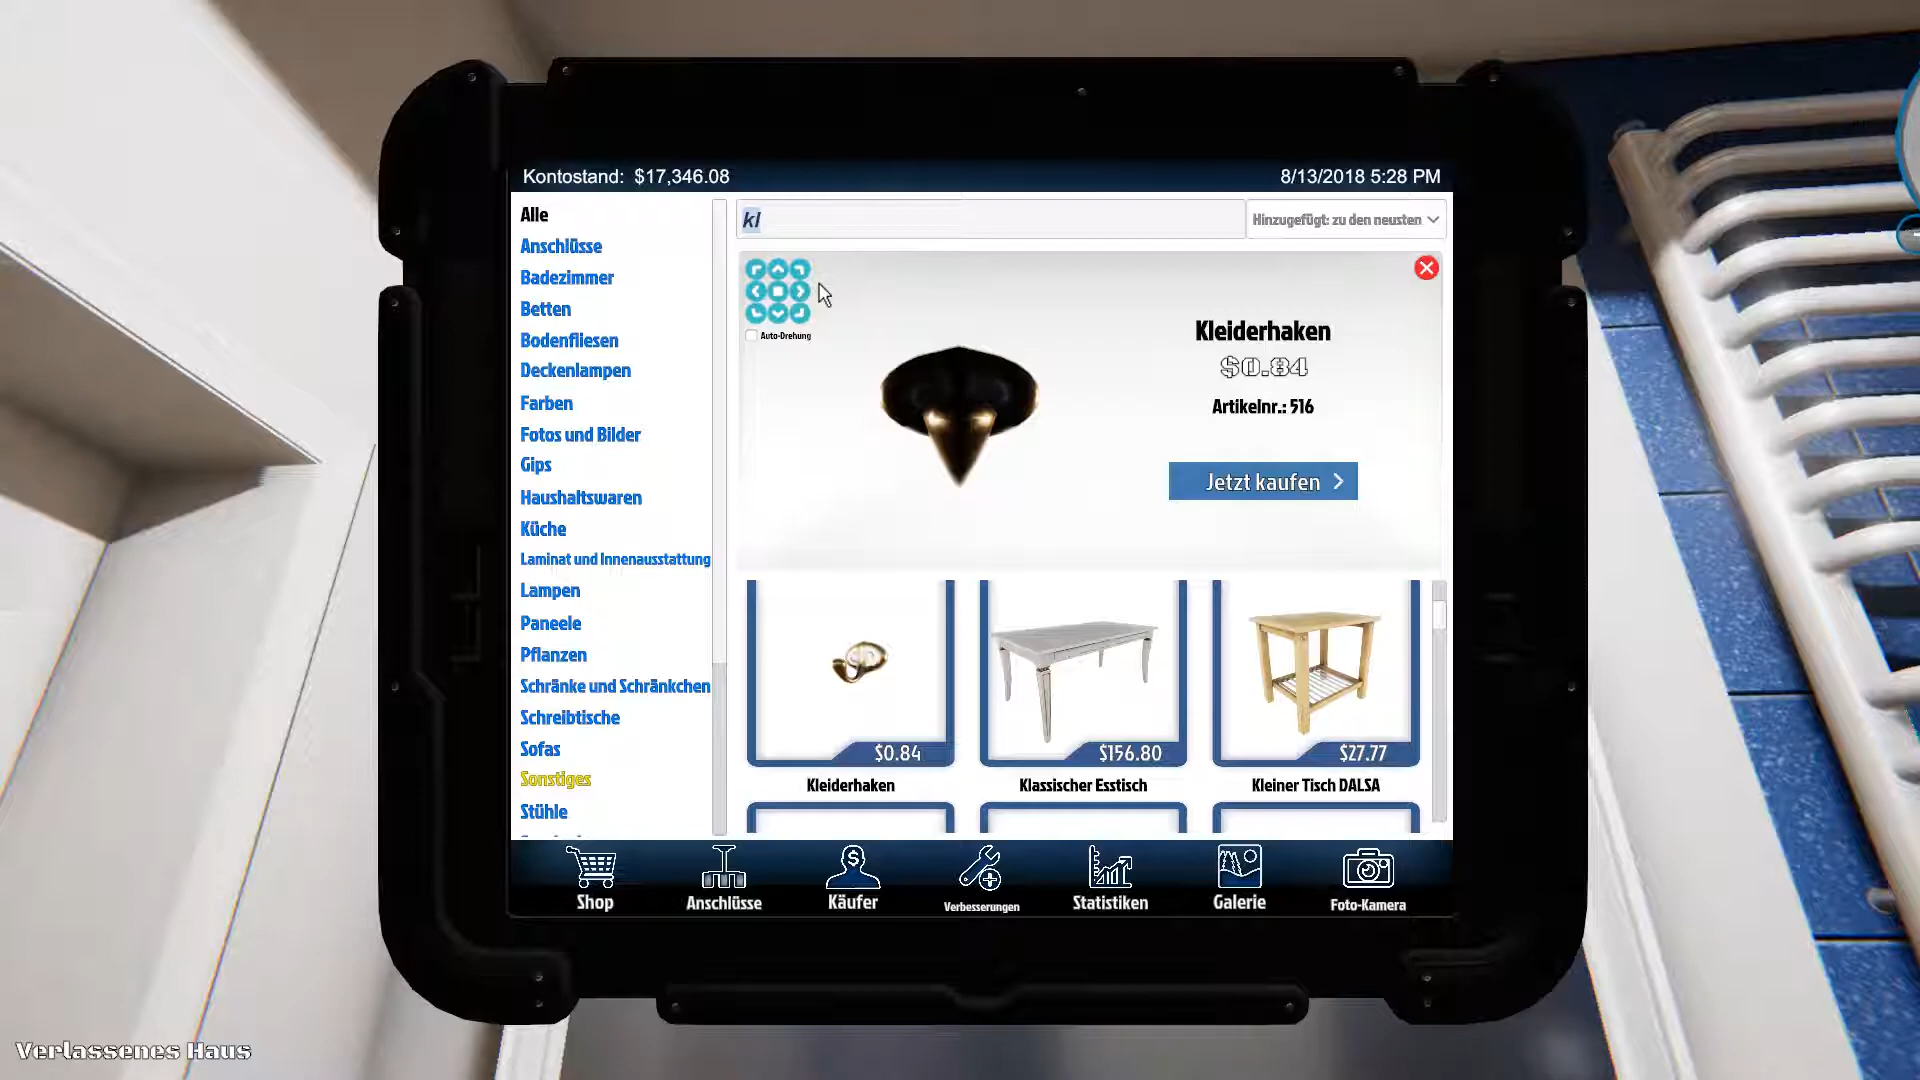 Kontostand: $17,346.08
8/13/2018 5:28 PM
Alle
Anschlüsse
Badezimmer
Betten
Bodenfliesen
Deckenlampen
Farben
Fotos und Bilder
Gips
Haushaltswaren
Küche
Laminat und Innenausstattung
Lampen
Paneele
Pflanzen
Schränke und Schränkchen
Schreibtische
Sofas
Sonstiges
Stühle
kl
Hinzugefügt: zu den neusten
Auto-Drehung
Kleiderhaken
$0.84
Artikelnr.: 516
Jetzt kaufen
$0.84
$156.80
$27.77
Kleiderhaken
Klassischer Esstisch
Kleiner Tisch DALSA
Shop
Anschlüsse
Käufer
Verbesserungen
Statistiken
Galerie
Foto-Kamera
Verlassenes Haus